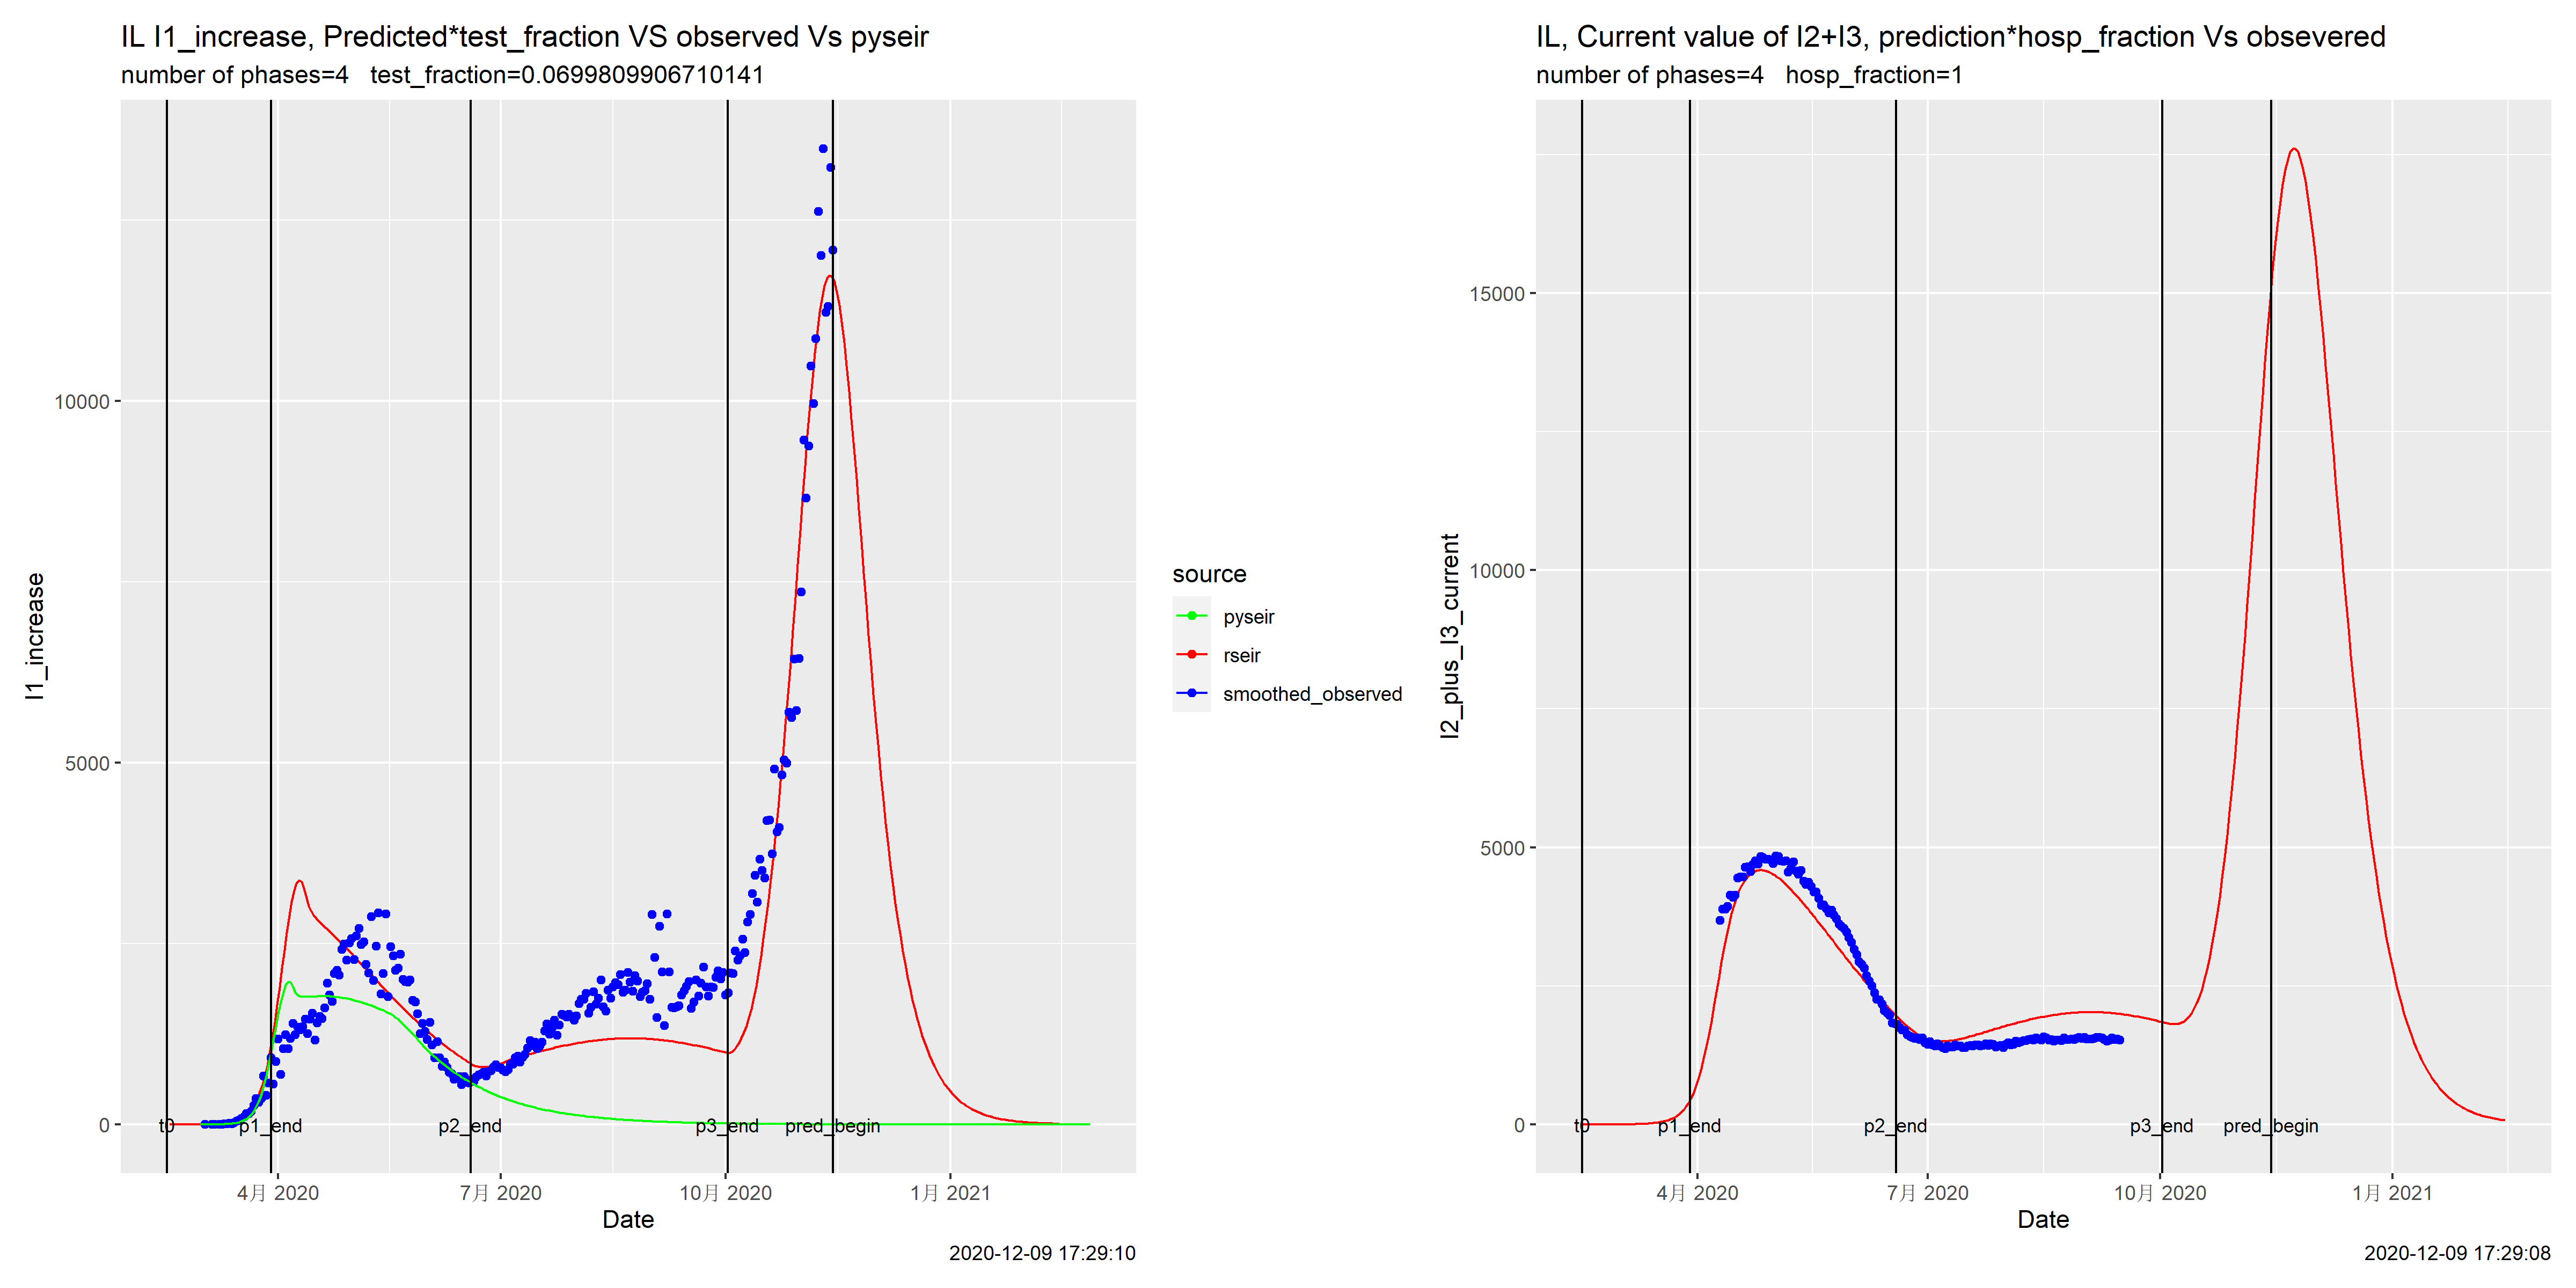 IL I1_increase, Predicted*test_fraction VS observed Vs pyseir
number of phases=4 test_fraction=0.0699809906710141
I1_increase
10000
5000
0
t0
p1_end
p2_end
p3_end
pred_begin
4月 2020
7月 2020
10月 2020
1月 2021
Date
2020-12-09 17:29:10
source
pyseir
rseir
smoothed_observed
IL, Current value of I2+I3, prediction*hosp_fraction Vs obsevered
number of phases=4 hosp_fraction=1
I2_plus_I3_current
15000
10000
5000
0
t0
p1_end
p2_end
p3_end
pred_begin
4月 2020
7月 2020
10月 2020
1月 2021
Date
2020-12-09 17:29:08